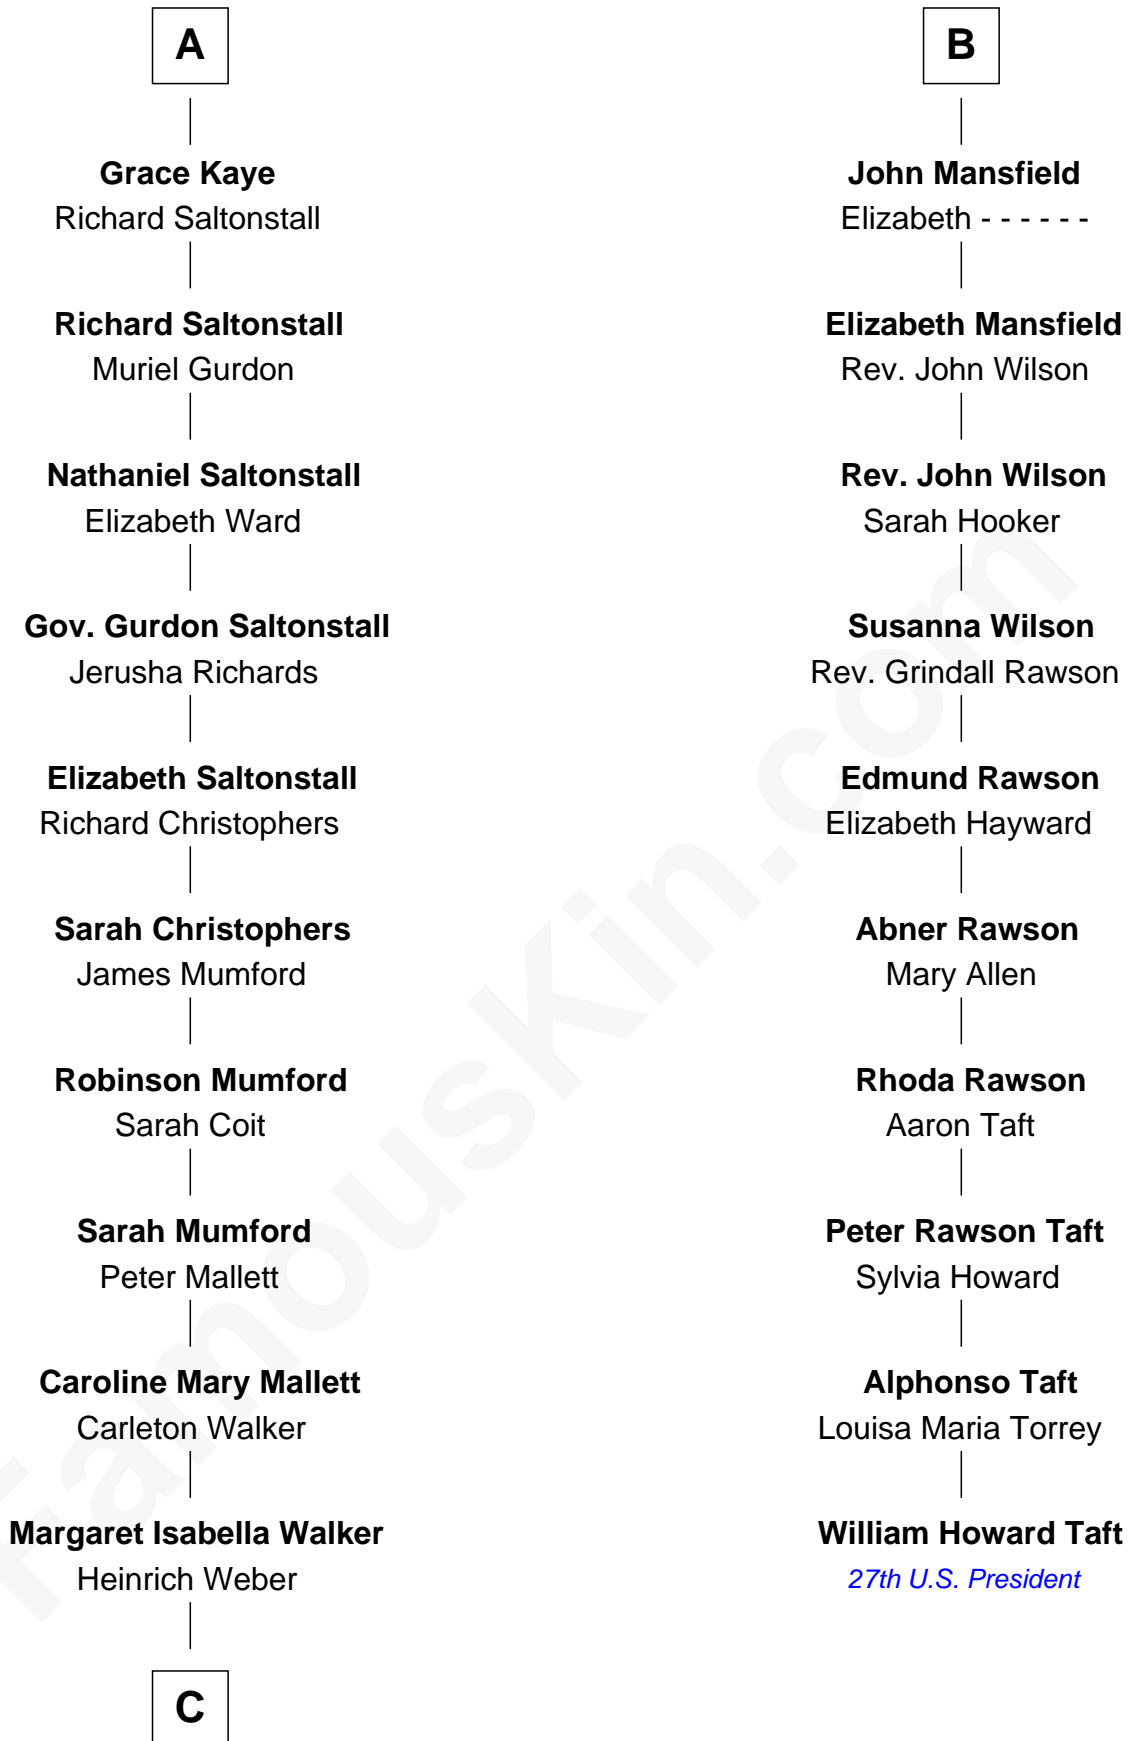 A
Grace Kaye
Richard Saltonstall
Richard Saltonstall
Muriel Gurdon
Nathaniel Saltonstall
Elizabeth Ward
Gov. Gurdon Saltonstall
Jerusha Richards
Elizabeth Saltonstall
Richard Christophers
Sarah Christophers
James Mumford
Robinson Mumford
Sarah Coit
Sarah Mumford
Peter Mallett
Caroline Mary Mallett
Carleton Walker
Margaret Isabella Walker
Heinrich Weber
C
B
John Mansfield
Elizabeth - - - - - -
Elizabeth Mansfield
Rev. John Wilson
Rev. John Wilson
Sarah Hooker
Susanna Wilson
Rev. Grindall Rawson
Edmund Rawson
Elizabeth Hayward
Abner Rawson
Mary Allen
Rhoda Rawson
Aaron Taft
Peter Rawson Taft
Sylvia Howard
Alphonso Taft
Louisa Maria Torrey
William Howard Taft
27th U.S. President
FamousKin.com